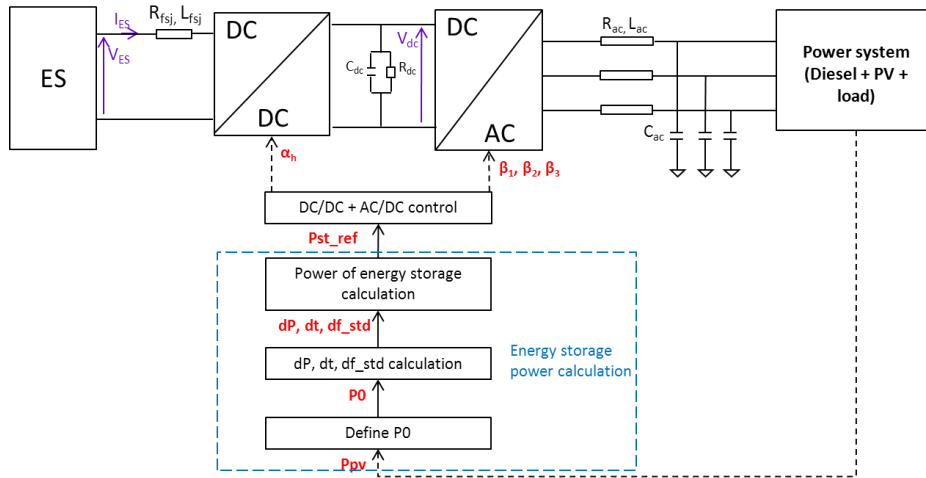 I_ES
R_fsj, L_fsj
V_ES
ES
DC
DC
C_dc
R_dc
V_dc
DC
AC
R_ac, L_ac
C_ac
Power system
(Diesel + PV +
load)
α_h
β_1, β_2, β_3
DC/DC + AC/DC control
Pst_ref
Power of energy storage
calculation
dP, dt, df_std
dP, dt, df_std calculation
Energy storage
power calculation
P0
Define P0
Ppv